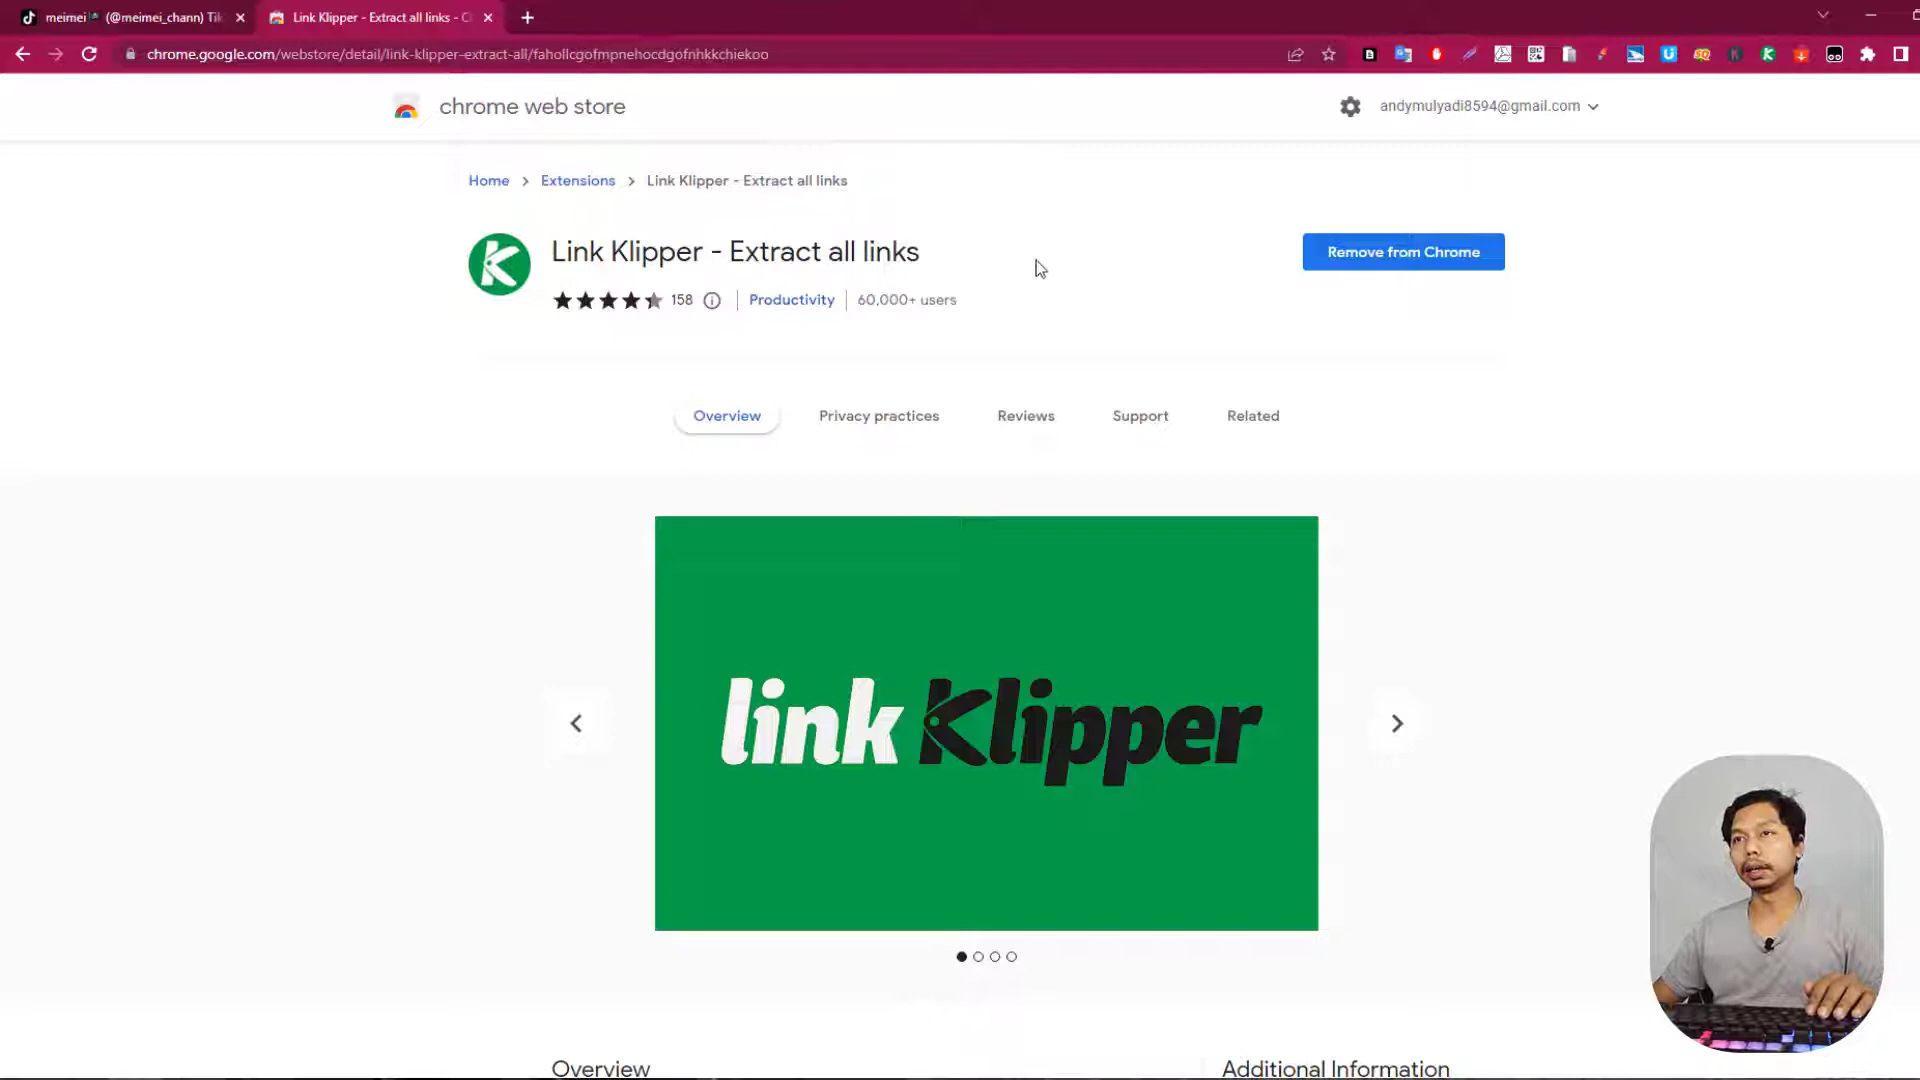 meimei (@meimei_chann) Tik
Link Klipper - Extract all links - C
chrome.google.com/webstore/detail/link-klipper-extract-all/fahollcgofmpnehocdgofnhkkchiekoo
chrome web store
andymulyadi8594@gmail.com
Home > Extensions > Link Klipper - Extract all links
Link Klipper - Extract all links
Remove from Chrome
158 | Productivity | 60,000+ users
Overview Privacy practices Reviews Support Related
link Klipper
Overview
Additional Information